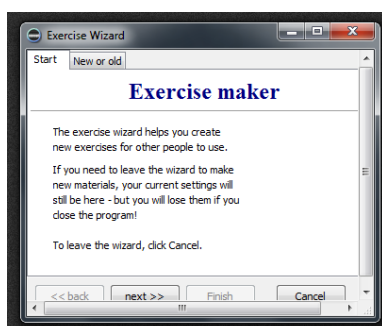 Exercise Wizard
Start New or old
Exercise maker
The exercise wizard helps you create
new exercises for other people to use.
If you need to leave the wizard to make
new materials, your current settings will
still be here - but you will lose them if you
close the program!
To leave the wizard, click Cancel.
<< back next >> Finish Cancel